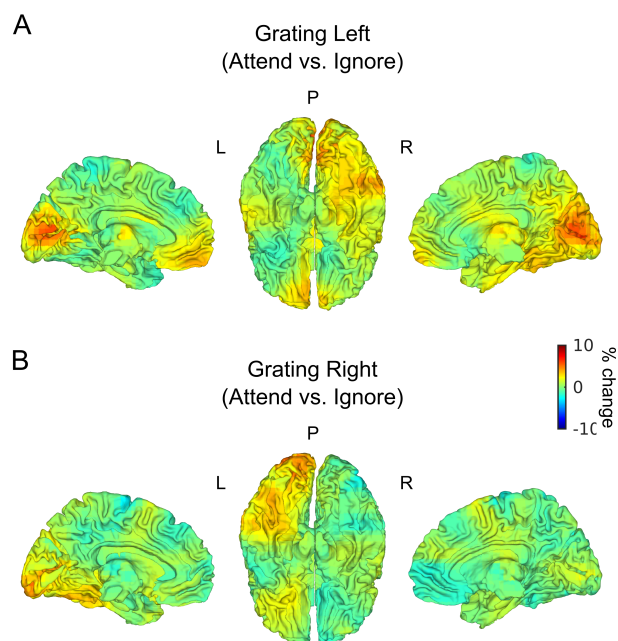 A
Grating Left
(Attend vs. Ignore)
P
L
R
B
Grating Right
(Attend vs. Ignore)
10
0
-10
% change
P
L
R